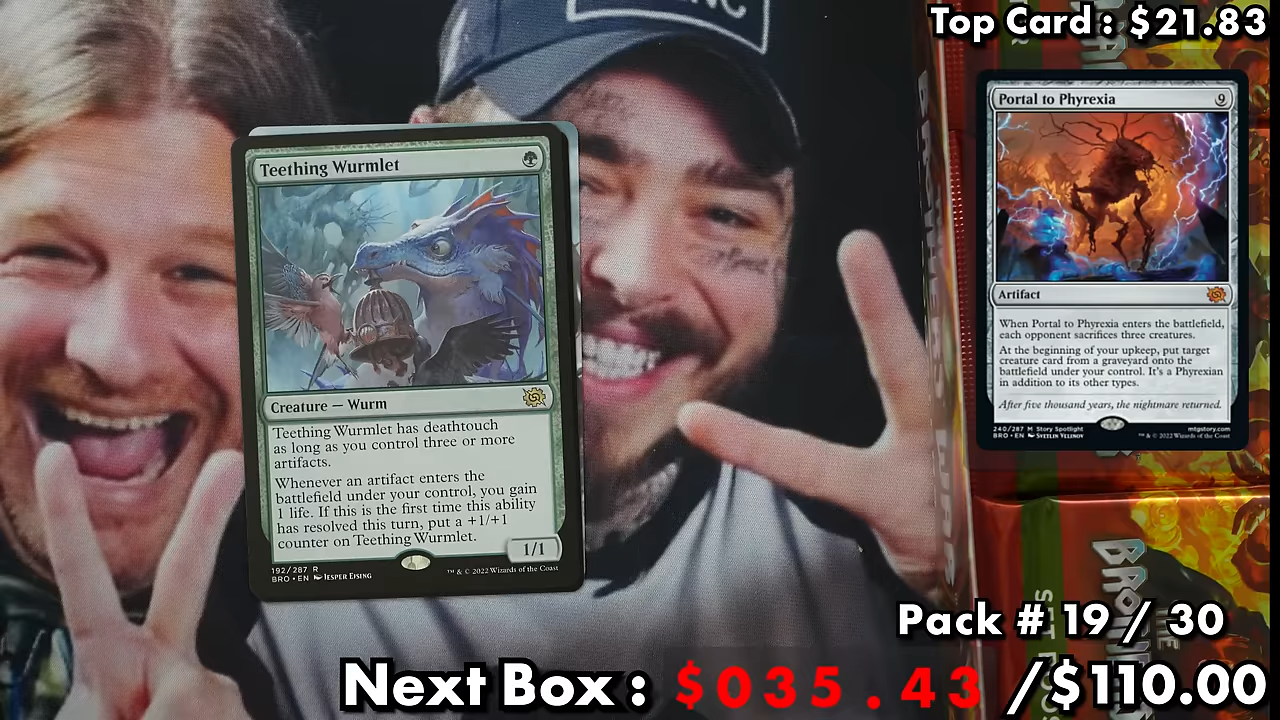 Top Card : $21.83
Portal to Phyrexia 9
Artifact
When Portal to Phyrexia enters the battlefield,
each opponent sacrifices three creatures.
At the beginning of your upkeep, put target
creature card from a graveyard onto the
battlefield under your control. It's a Phyrexian
in addition to its other types.
After five thousand years, the nightmare returned.
240/287 M Story Spotlight mtgstory.com
BRO • EN Svetlin Velinov ™ & © 2022 Wizards of the Coast
Teething Wurmlet
Creature — Wurm
Teething Wurmlet has deathtouch
as long as you control three or more
artifacts.
Whenever an artifact enters the
battlefield under your control, you gain
1 life. If this is the first time this ability
has resolved this turn, put a +1/+1
counter on Teething Wurmlet.
1/1
192/287 R
BRO • EN Jesper Eising ™ & © 2022 Wizards of the Coast
Pack # 19 / 30
Next Box : $035.43 /$110.00
THE